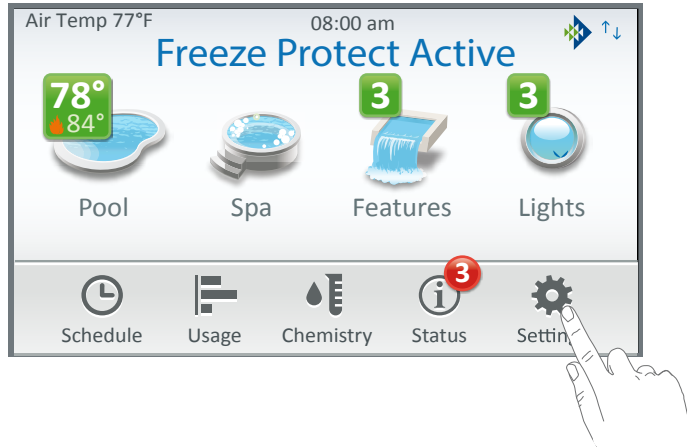 Air Temp 77°F
08:00 am
Freeze Protect Active
78°
84°
3
3
Pool
Spa
Features
Lights
3
Schedule
Usage
Chemistry
Status